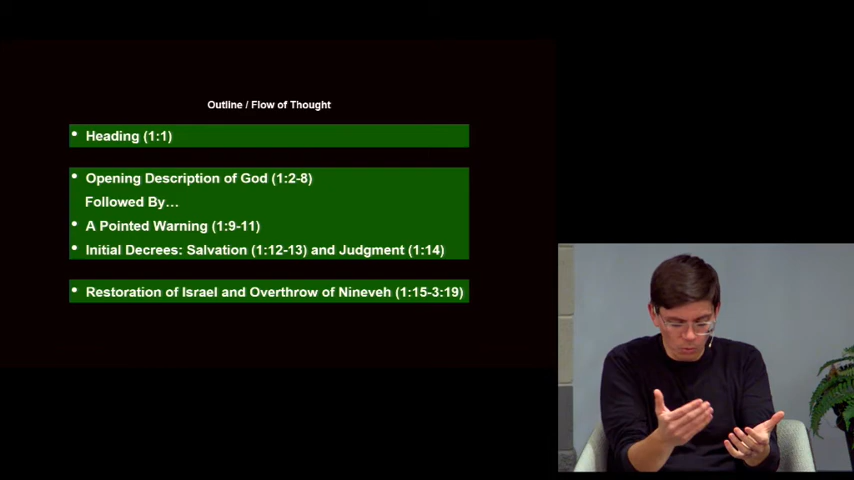 Outline / Flow of Thought
• Heading (1:1)
• Opening Description of God (1:2-8)
Followed By…
• A Pointed Warning (1:9-11)
• Initial Decrees: Salvation (1:12-13) and Judgment (1:14)
• Restoration of Israel and Overthrow of Nineveh (1:15-3:19)